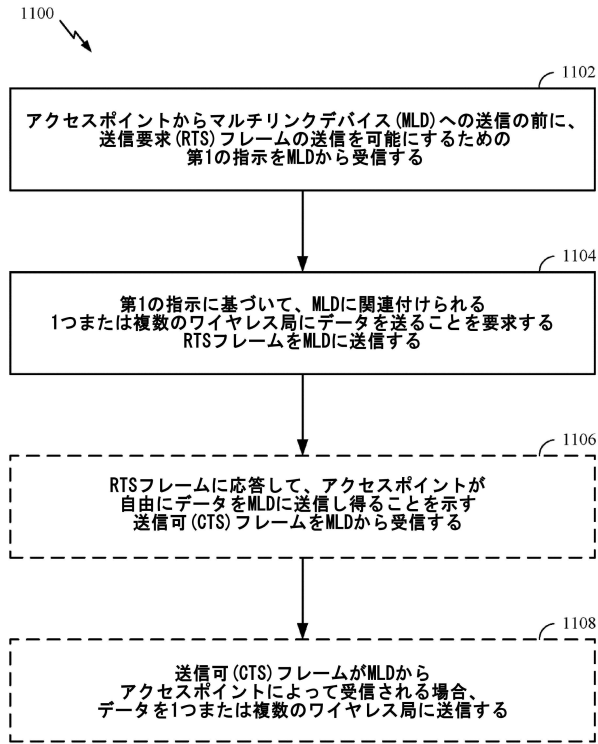 1100
1102
アクセスポイントからマルチリンクデバイス(MLD)への送信の前に、
送信要求(RTS)フレームの送信を可能にするための
第1の指示をMLDから受信する
1104
第1の指示に基づいて、MLDに関連付けられる
1つまたは複数のワイヤレス局にデータを送ることを要求する
RTSフレームをMLDに送信する
1106
RTSフレームに応答して、アクセスポイントが
自由にデータをMLDに送信し得ることを示す
送信可(CTS)フレームをMLDから受信する
1108
送信可(CTS)フレームがMLDから
アクセスポイントによって受信される場合、
データを1つまたは複数のワイヤレス局に送信する